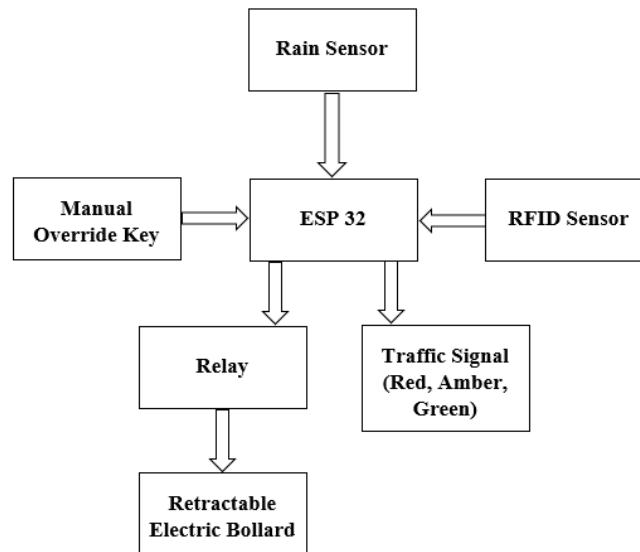 Rain Sensor
Manual
Override Key
ESP 32
RFID Sensor
Relay
Traffic Signal
(Red, Amber,
Green)
Retractable
Electric Bollard